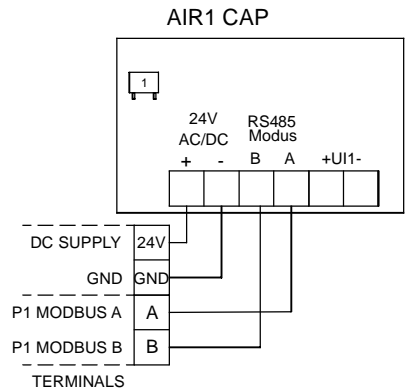 AIR1 CAP
1
24V
AC/DC
RS485
Modus
+ - B A +UI1-
DC SUPPLY 24V
GND GND
P1 MODBUS A A
P1 MODBUS B B
TERMINALS